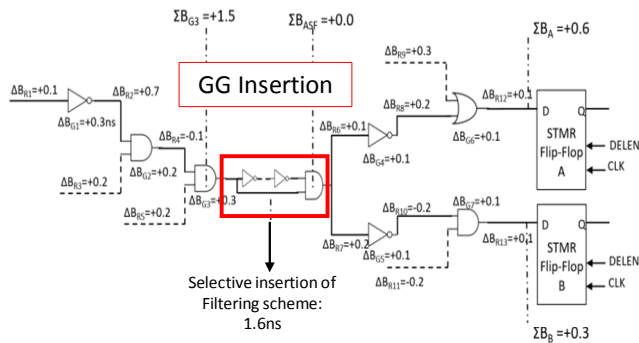 ΣB_G3=+1.5
ΣB_ASF=+0.0
ΣB_A=+0.6
ΔB_R9=+0.3
GG Insertion
ΔB_R1=+0.1
ΔB_R2=+0.7
ΔB_R8=+0.2
ΔB_R12=+0.1
D Q
ΔB_G1=+0.3ns
ΔB_R4=-0.1
ΔB_R6=+0.1
ΔB_G6=+0.1
STMR
Flip-Flop
A
DELEN
CLK
ΔB_G4=+0.1
ΔB_R3=+0.2
ΔB_G2=+0.2
ΔB_G3=+0.3
ΔB_R5=+0.2
ΔB_R10=-0.2
ΔB_G7=+0.1
ΔB_R7=+0.2
ΔB_G5=+0.1
ΔB_R13=+0.1
D Q
STMR
Flip-Flop
B
DELEN
CLK
ΔB_R11=-0.2
Selective insertion of
Filtering scheme:
1.6ns
ΣB_B=+0.3